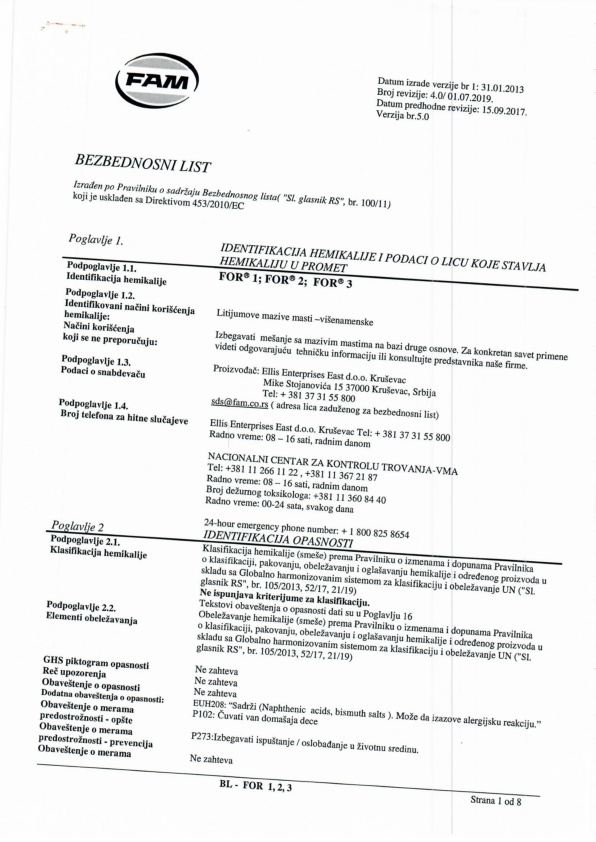 FAM
Datum izrade verzije br 1: 31.01.2013
Broj revizije: 4.0/ 01.07.2019.
Datum predhodne revizije: 15.09.2017.
Verzija br.5.0
BEZBEDNOSNI LIST
Izrađen po Pravilniku o sadržaju Bezbednosnog lista( "Sl. glasnik RS", br. 100/11)
koji je usklađen sa Direktivom 453/2010/EC
Poglavlje 1.
IDENTIFIKACIJA HEMIKALIJE I PODACI O LICU KOJE STAVLJA
HEMIKALIJU U PROMET
Podpoglavlje 1.1.
Identifikacija hemikalije
FOR® 1; FOR® 2; FOR® 3
Podpoglavlje 1.2.
Identifikovani načini korišćenja
hemikalije:
Litijumove mazive masti –višenamenske
Načini korišćenja
koji se ne preporučuju:
Izbegavati mešanje sa mazivim mastima na bazi druge osnove. Za konkretan savet primene
videti odgovarajuću tehničku informaciju ili konsultujte predstavnika naše firme.
Podpoglavlje 1.3.
Podaci o snabdevaču
Proizvođač: Ellis Enterprises East d.o.o. Kruševac
Mike Stojanovića 15 37000 Kruševac, Srbija
Tel: + 381 37 31 55 800
sds@fam.co.rs ( adresa lica zaduženog za bezbednosni list)
Podpoglavlje 1.4.
Broj telefona za hitne slučajeve
Ellis Enterprises East d.o.o. Kruševac Tel: + 381 37 31 55 800
Radno vreme: 08 – 16 sati, radnim danom
NACIONALNI CENTAR ZA KONTROLU TROVANJA-VMA
Tel: +381 11 266 11 22 , +381 11 367 21 87
Radno vreme: 08 – 16 sati, radnim danom
Broj dežurnog toksikologa: +381 11 360 84 40
Radno vreme: 00-24 sata, svakog dana
24-hour emergency phone number: + 1 800 825 8654
Poglavlje 2
IDENTIFIKACIJA OPASNOSTI
Podpoglavlje 2.1.
Klasifikacija hemikalije
Klasifikacija hemikalije (smeše) prema Pravilniku o izmenama i dopunama Pravilnika
o klasifikaciji, pakovanju, obeležavanju i oglašavanju hemikalije i određenog proizvoda u
skladu sa Globalno harmonizovanim sistemom za klasifikaciju i obeležavanje UN ("Sl.
glasnik RS", br. 105/2013, 52/17, 21/19)
Ne ispunjava kriterijume za klasifikaciju.
Tekstovi obaveštenja o opasnosti dati su u Poglavlju 16
Podpoglavlje 2.2.
Elementi obeležavanja
Obeležavanje hemikalije (smeše) prema Pravilniku o izmenama i dopunama Pravilnika
o klasifikaciji, pakovanju, obeležavanju i oglašavanju hemikalije i određenog proizvoda u
skladu sa Globalno harmonizovanim sistemom za klasifikaciju i obeležavanje UN ("Sl.
glasnik RS", br. 105/2013, 52/17, 21/19)
GHS piktogram opasnosti
Ne zahteva
Reč upozorenja
Ne zahteva
Obaveštenje o opasnosti
Ne zahteva
Dodatna obaveštenja o opasnosti:
EUH208: “Sadrži (Naphthenic acids, bismuth salts ). Može da izazove alergijsku reakciju.”
Obaveštenje o merama
predostrožnosti - opšte
P102: Čuvati van domašaja dece
Obaveštenje o merama
predostrožnosti - prevencija
P273:Izbegavati ispuštanje / oslobađanje u životnu sredinu.
Obaveštenje o merama
Ne zahteva
BL - FOR 1, 2, 3
Strana 1 od 8